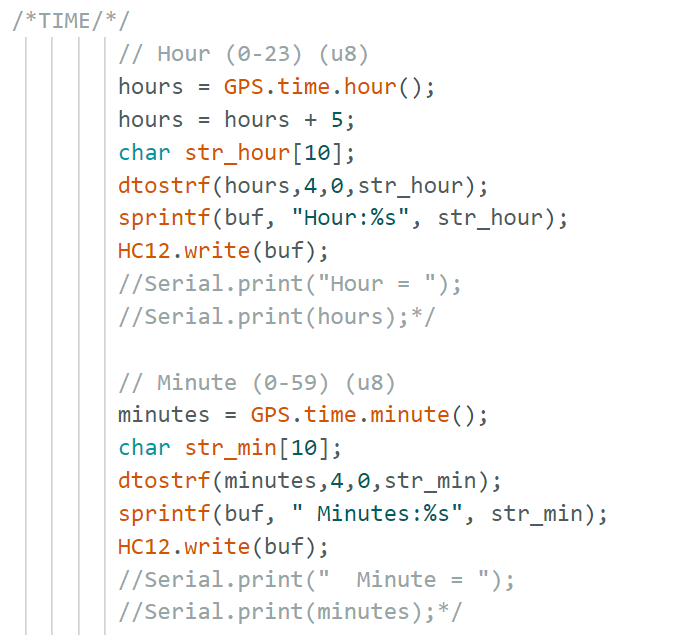 /*TIME/*/
// Hour (0-23) (u8)
hours = GPS.time.hour();
hours = hours + 5;
char str_hour[10];
dtostrf(hours,4,0,str_hour);
sprintf(buf, "Hour:%s", str_hour);
HC12.write(buf);
//Serial.print("Hour = ");
//Serial.print(hours);*/

// Minute (0-59) (u8)
minutes = GPS.time.minute();
char str_min[10];
dtostrf(minutes,4,0,str_min);
sprintf(buf, " Minutes:%s", str_min);
HC12.write(buf);
//Serial.print("  Minute = ");
//Serial.print(minutes);*/